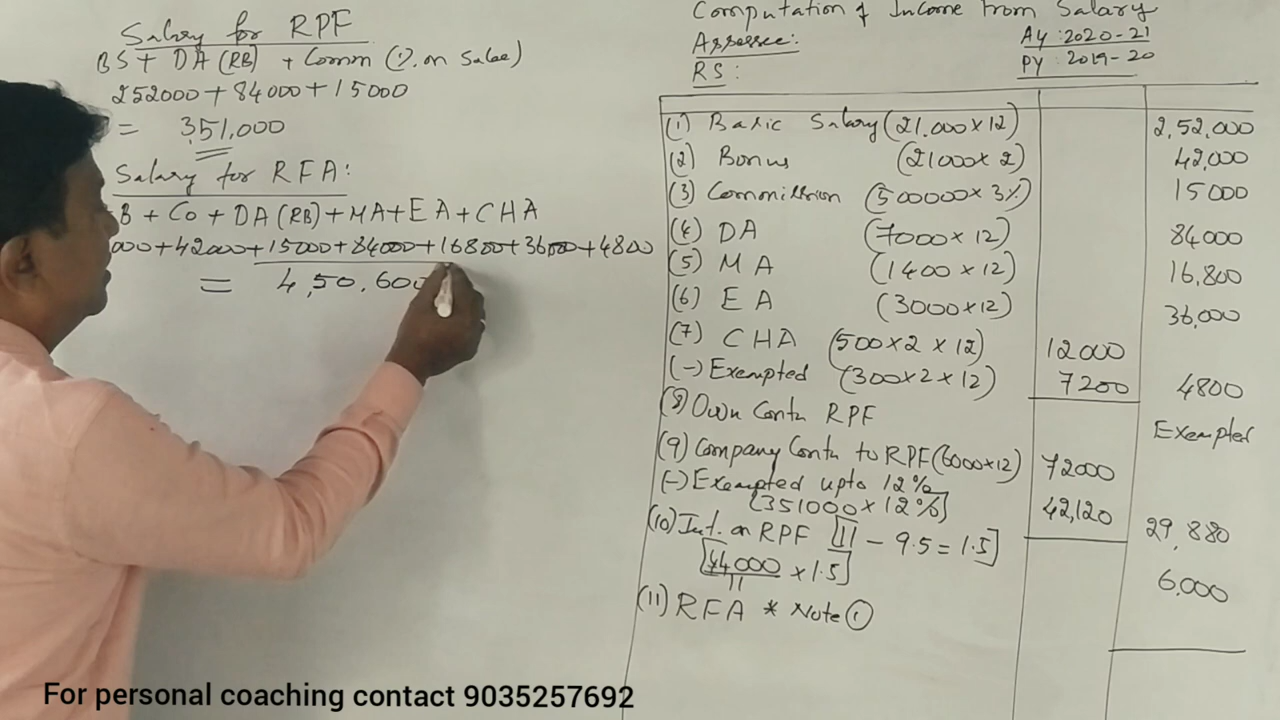 Salary for RPF
BS + DA (RB) + Comm (% on Sales)
252000 + 84000 + 15000
= 351,000
Salary for RFA:
B + Co + DA (RB) + MA + EA + CHA
000 + 42000 + 15000 + 84000 + 16800 + 36000 + 4800
= 4,50,600
Computation of Income from Salary
Assessee: AY: 2020-21
RS: PY: 2019-20
(1) Basic Salary (21,000 × 12) 2,52,000
(2) Bonus (21000 × 2) 42,000
(3) Commission (500000 × 3%) 15000
(4) DA (7000 × 12) 84000
(5) MA (1400 × 12) 16,800
(6) EA (3000 × 12) 36,000
(7) CHA (500 × 2 × 12) 12000
(-) Exempted (300 × 2 × 12) 7200 4800
(8) Own Contn RPF Exempted
(9) Company Contn to RPF (6000 × 12) 72000
(-) Exempted upto 12%
[351000 × 12%] 42,120 29,880
(10) Int. on RPF [11 - 9.5 = 1.5]
[44000 × 1.5] 6,000
11
(11) RFA * Note ①
For personal coaching contact 9035257692